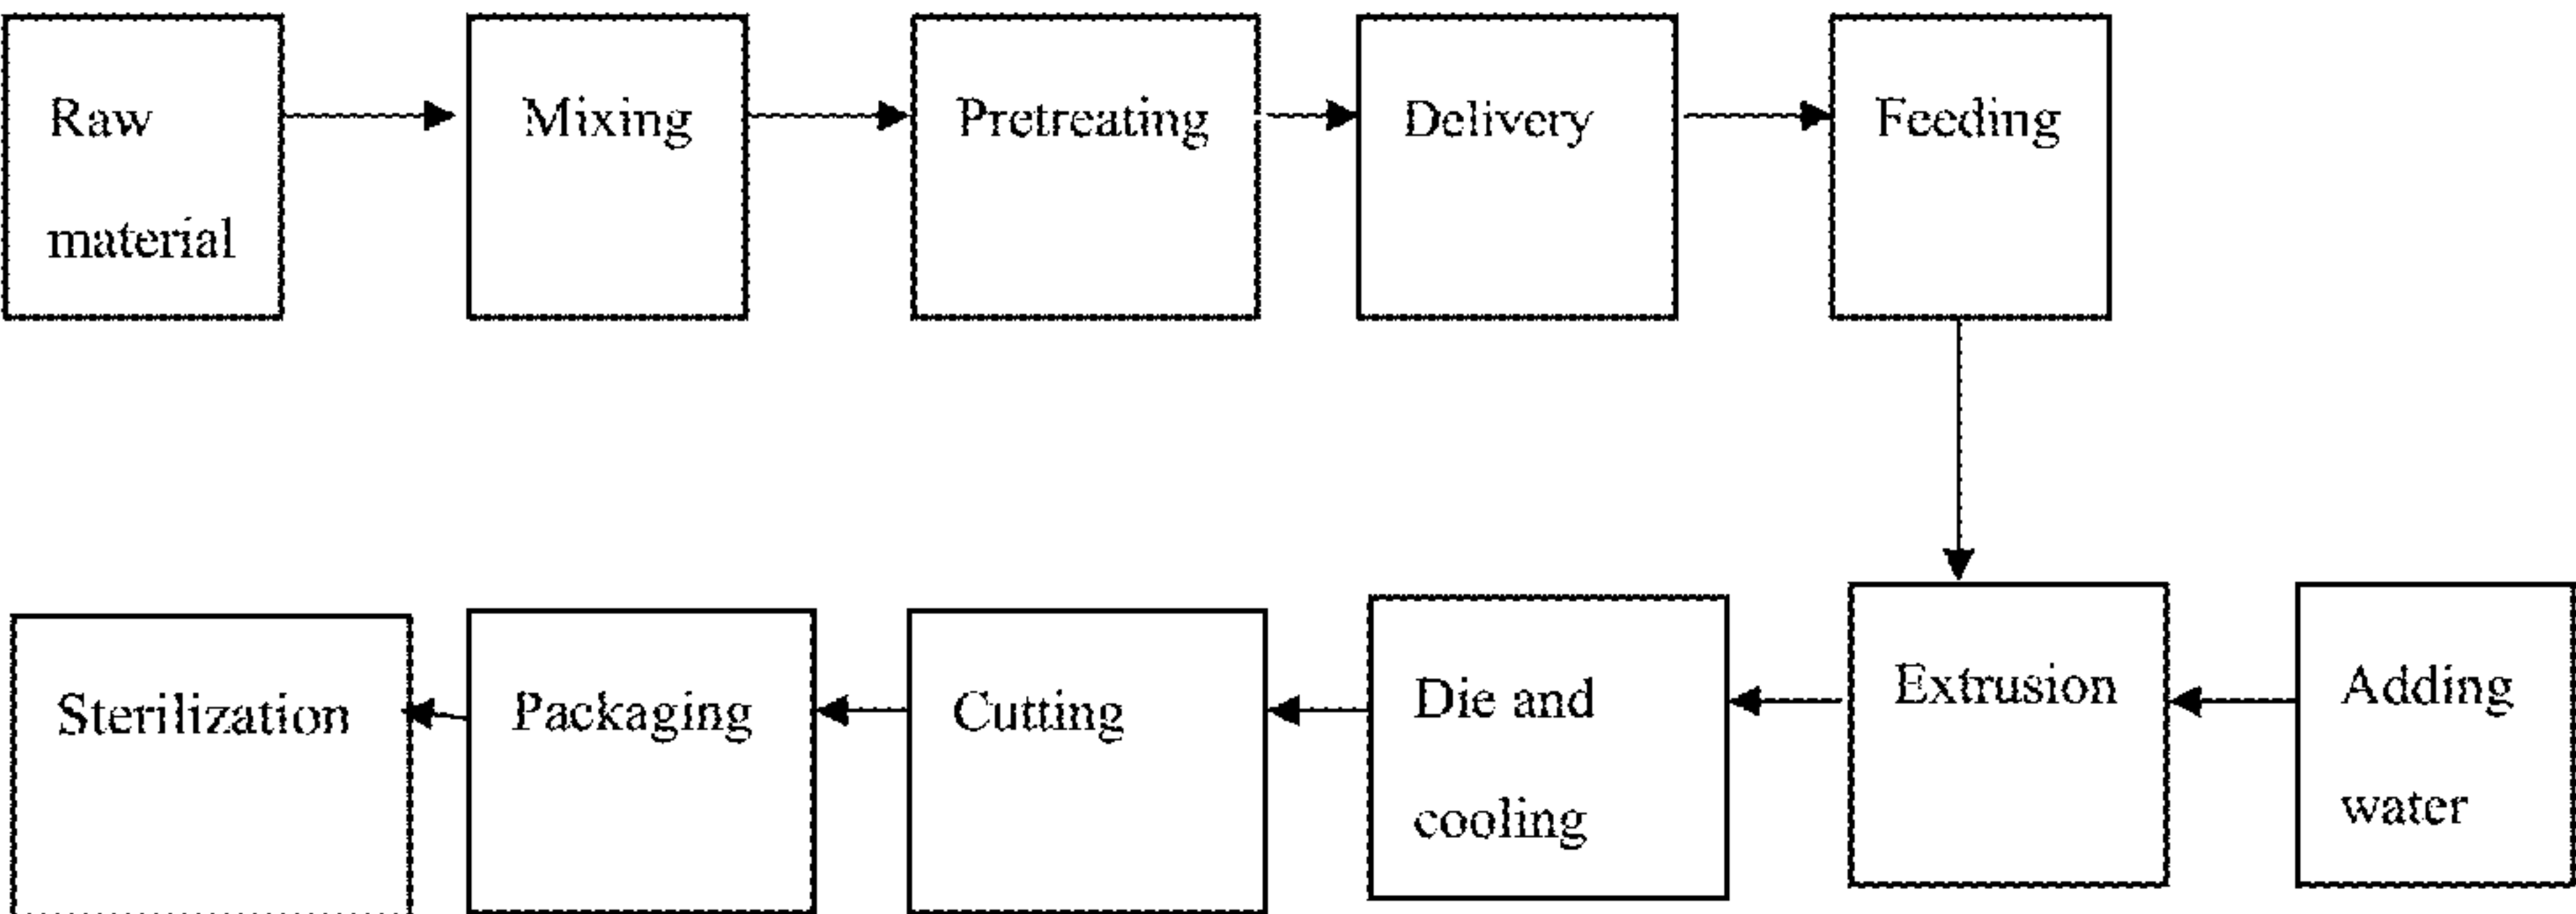 Raw
material
Mixing
Pretreating
Delivery
Feeding
Sterilization
Packaging
Cutting
Die and
cooling
Extrusion
Adding
water